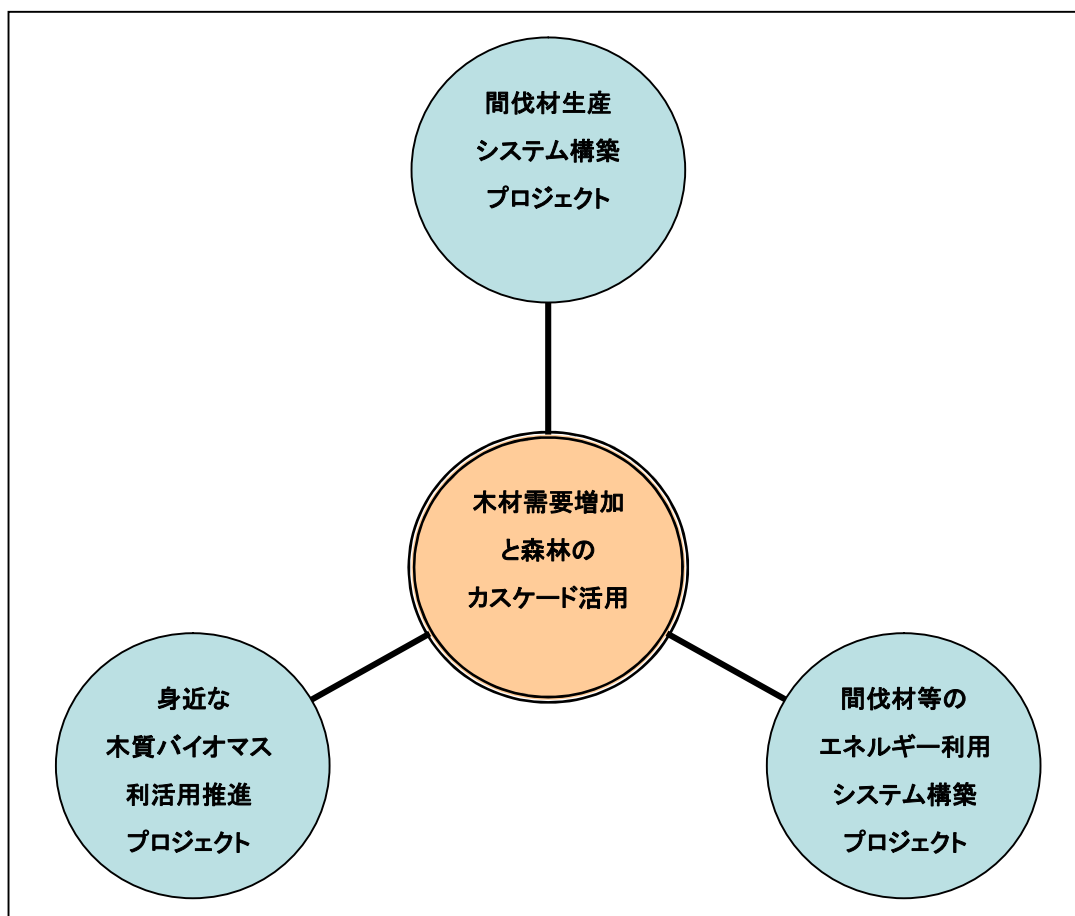 間伐材生産
システム構築
プロジェクト
木材需要増加
と森林の
カスケード活用
身近な
木質バイオマス
利活用推進
プロジェクト
間伐材等の
エネルギー利用
システム構築
プロジェクト